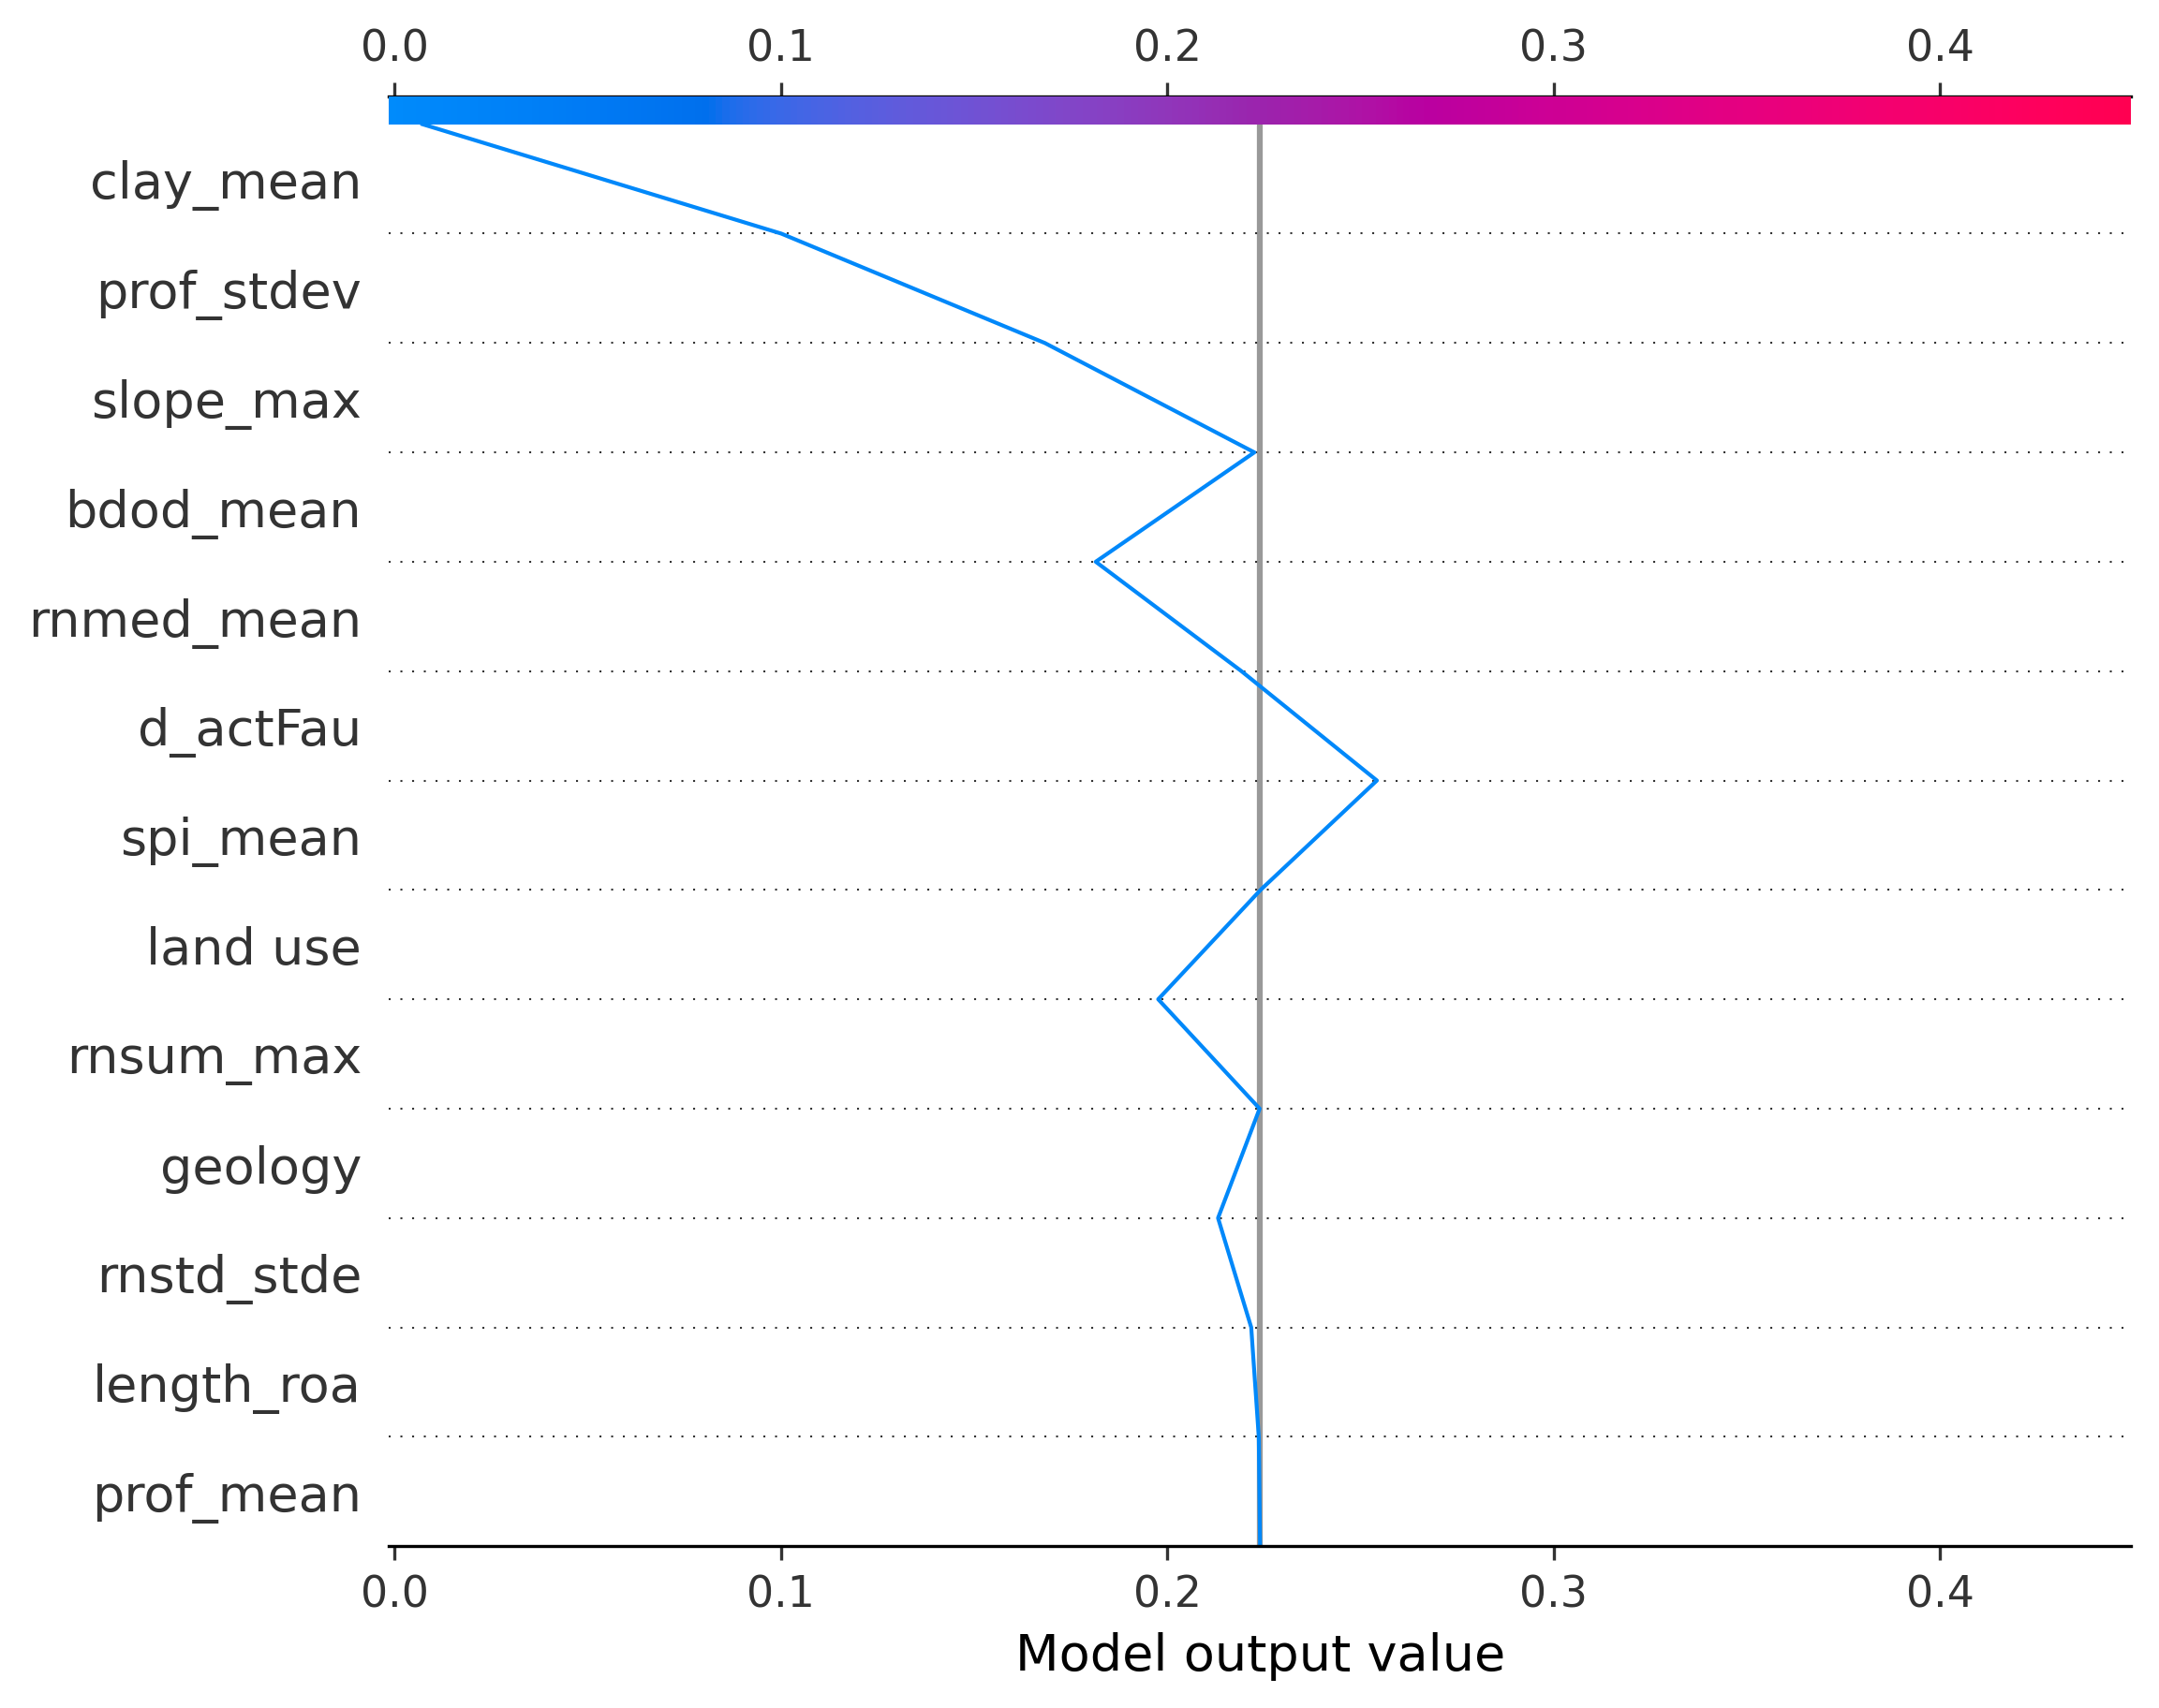 0.0 0.1 0.2 0.3 0.4
clay_mean
prof_stdev
slope_max
bdod_mean
rnmed_mean
d_actFau
spi_mean
land use
rnsum_max
geology
rnstd_stde
length_roa
prof_mean
0.0 0.1 0.2 0.3 0.4
Model output value